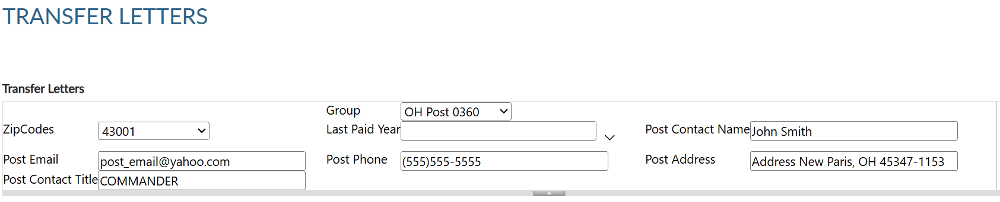 TRANSFER LETTERS
Transfer Letters
Group OH Post 0360
ZipCodes 43001 Last Paid Year Post Contact Name John Smith
Post Email post_email@yahoo.com Post Phone (555)555-5555 Post Address Address New Paris, OH 45347-1153
Post Contact Title COMMANDER